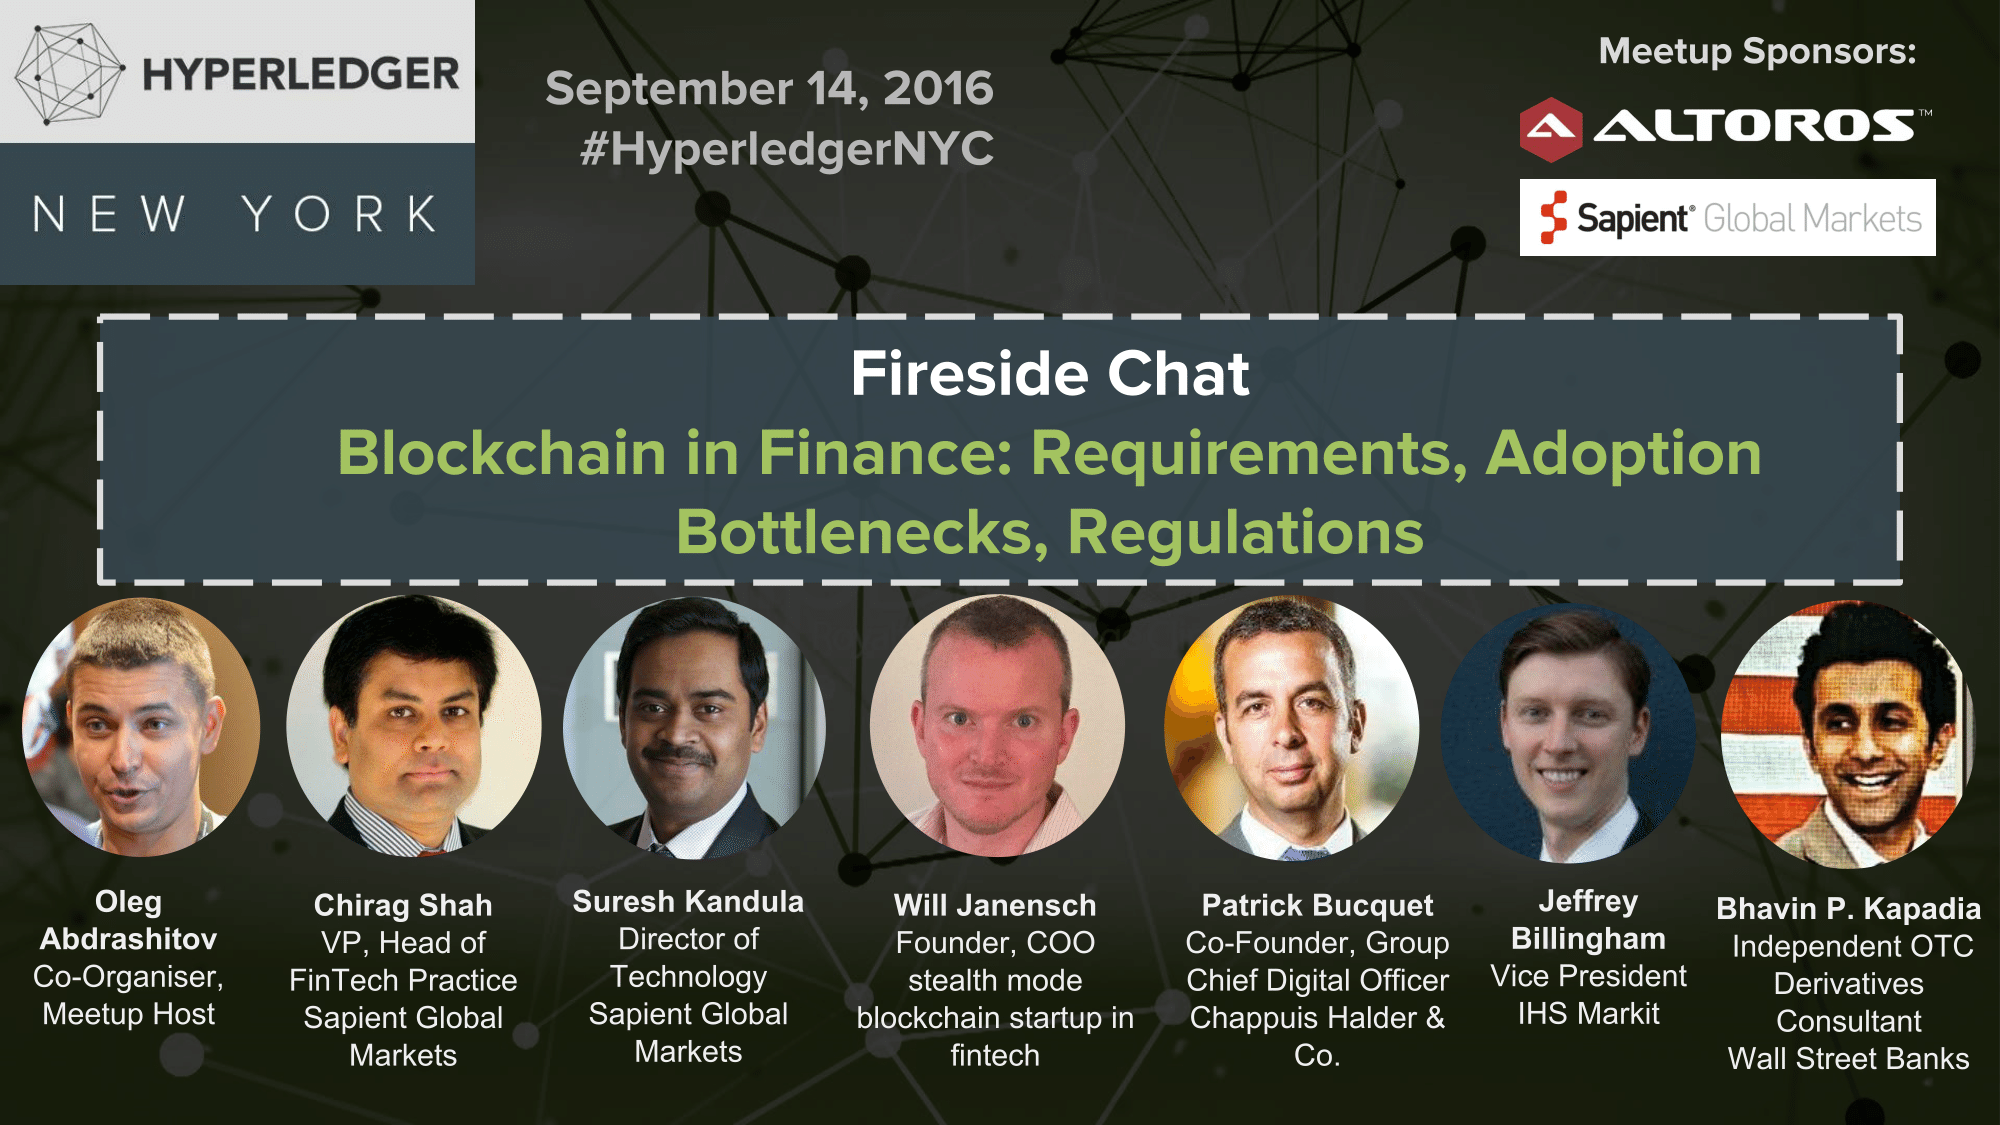 HYPERLEDGER
NEW YORK
September 14, 2016
#HyperledgerNYC
Meetup Sponsors:
ALTOROS™
Sapient® Global Markets
Fireside Chat
Blockchain in Finance: Requirements, Adoption
Bottlenecks, Regulations
Oleg
Abdrashitov
Co-Organiser,
Meetup Host
Chirag Shah
VP, Head of
FinTech Practice
Sapient Global
Markets
Suresh Kandula
Director of
Technology
Sapient Global
Markets
Will Janensch
Founder, COO
stealth mode
blockchain startup in
fintech
Patrick Bucquet
Co-Founder, Group
Chief Digital Officer
Chappuis Halder &
Co.
Jeffrey
Billingham
Vice President
IHS Markit
Bhavin P. Kapadia
Independent OTC
Derivatives
Consultant
Wall Street Banks